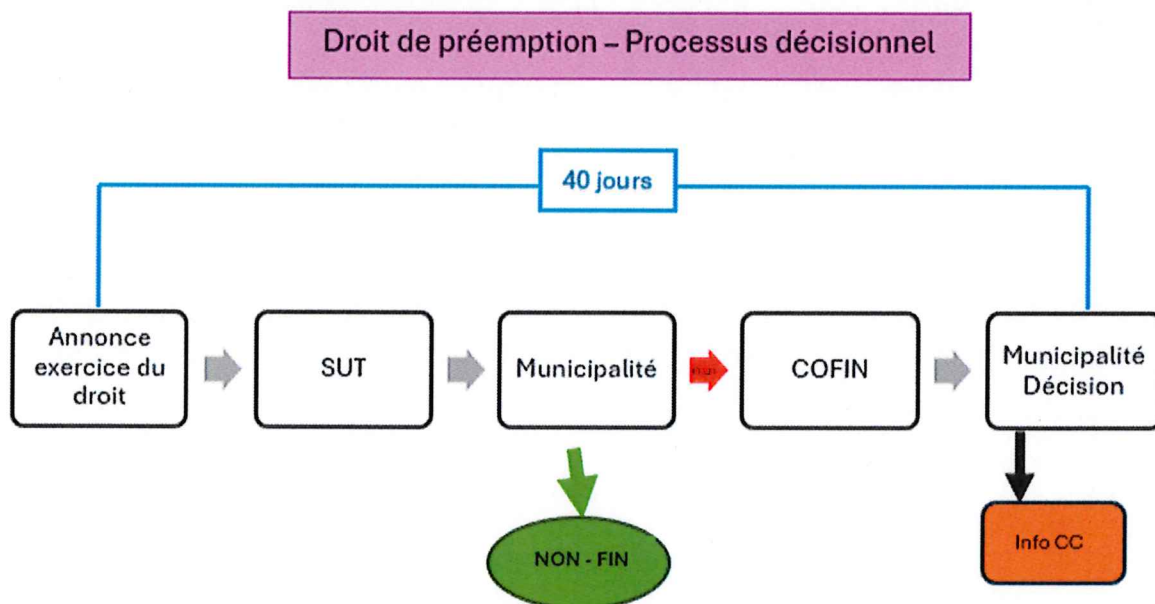 Droit de préemption – Processus décisionnel
40 jours
Annonce
exercice du
droit
SUT
Municipalité
COFIN
Municipalité
Décision
NON - FIN
Info CC